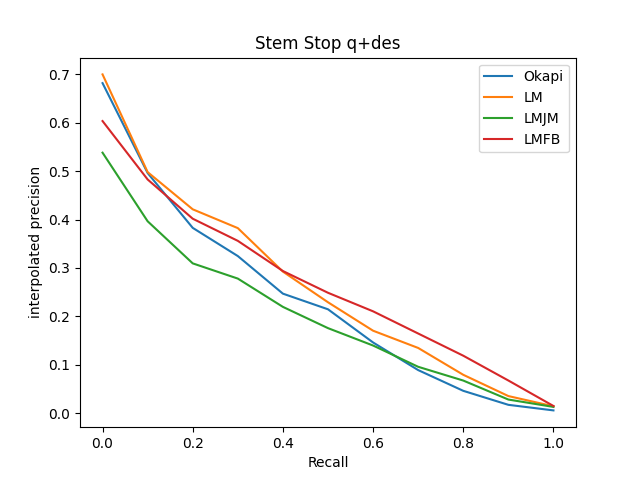 Stem Stop q+des
Okapi
LM
LMJM
LMFB
interpolated precision
0.7
0.6
0.5
0.4
0.3
0.2
0.1
0.0
0.0 0.2 0.4 0.6 0.8 1.0
Recall